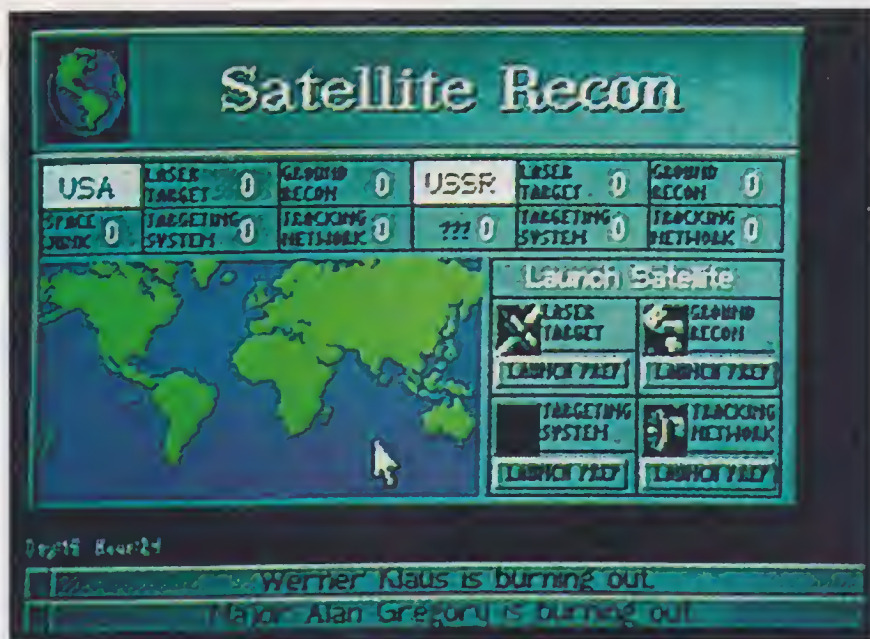 Satellite Recon
USA LASER TARGET 0 GROUND RECON 0 USSR LASER TARGET 0 GROUND RECON 0
SPACE JUNK 0 TARGETING SYSTEM 0 TRACKING NETWORK 0 ??? 0 TARGETING SYSTEM 0 TRACKING NETWORK 0
Launch Satellite
LASER TARGET GROUND RECON
LAUNCH PREP LAUNCH PREP
TARGETING SYSTEM TRACKING NETWORK
LAUNCH PREP LAUNCH PREP
Hour:24
Werner Klaus is burning out.
Major Alan Gregory is burning out.